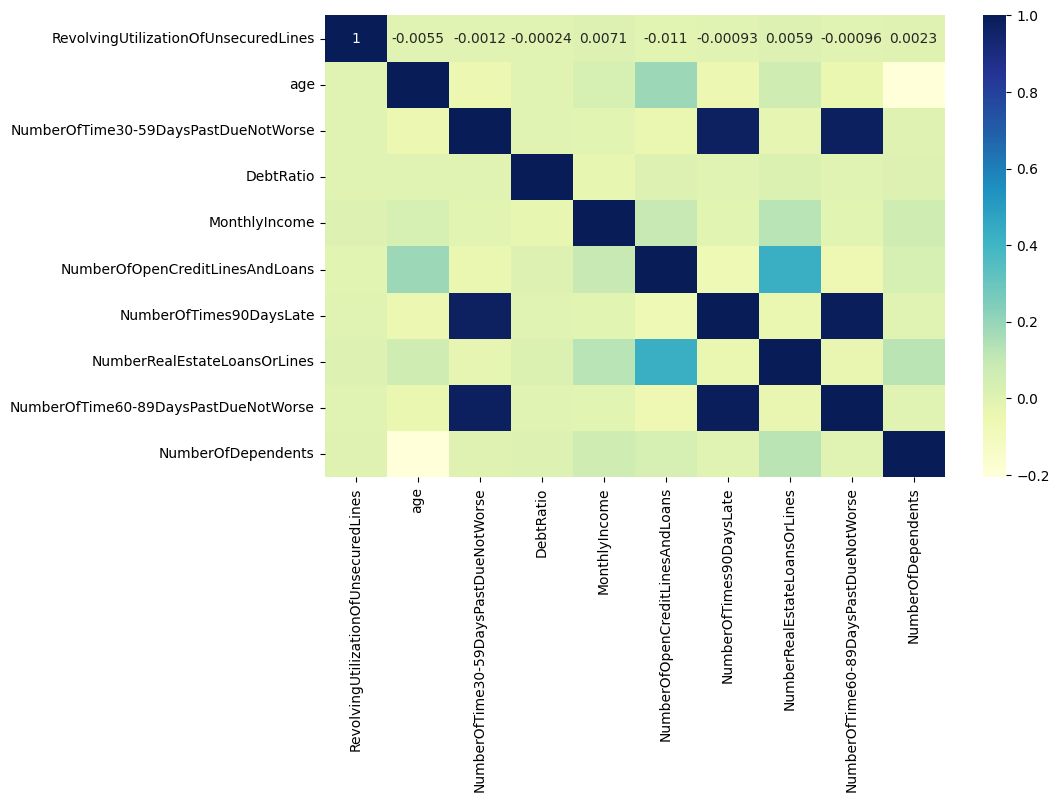 RevolvingUtilizationOfUnsecuredLines
1 -0.0055 -0.0012 -0.00024 0.0071 -0.011 -0.00093 0.0059 -0.00096 0.0023
age
NumberOfTime30-59DaysPastDueNotWorse
DebtRatio
MonthlyIncome
NumberOfOpenCreditLinesAndLoans
NumberOfTimes90DaysLate
NumberRealEstateLoansOrLines
NumberOfTime60-89DaysPastDueNotWorse
NumberOfDependents
RevolvingUtilizationOfUnsecuredLines
age
NumberOfTime30-59DaysPastDueNotWorse
DebtRatio
MonthlyIncome
NumberOfOpenCreditLinesAndLoans
NumberOfTimes90DaysLate
NumberRealEstateLoansOrLines
NumberOfTime60-89DaysPastDueNotWorse
NumberOfDependents
1.0
0.8
0.6
0.4
0.2
0.0
−0.2